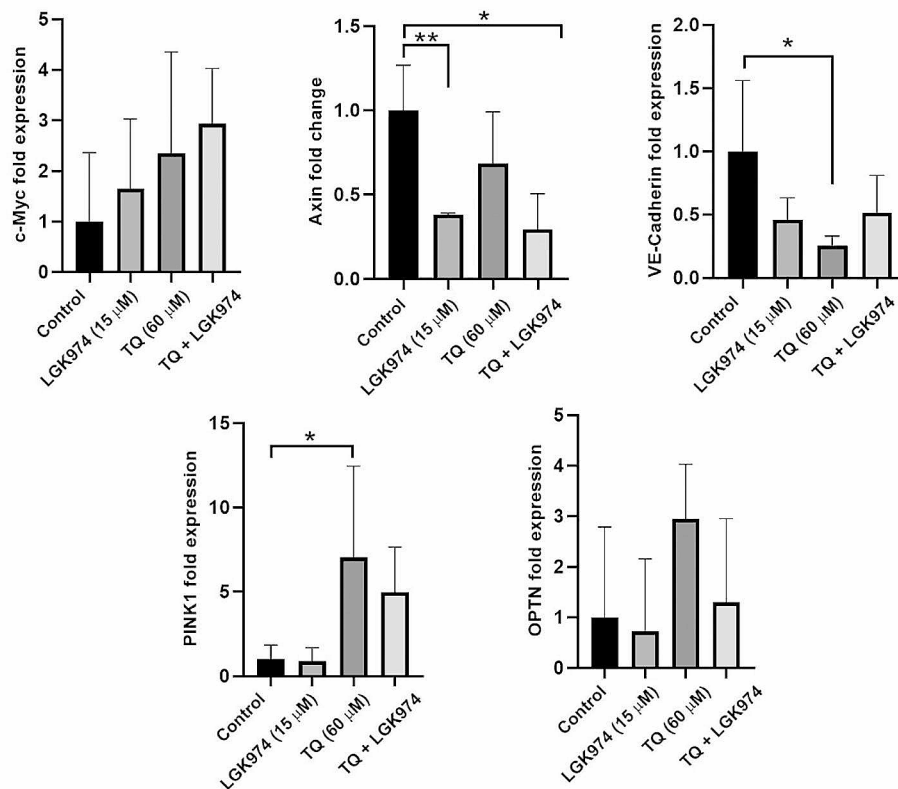 c-Myc fold expression
5
4
3
2
1
0
Control
LGK974 (15 μM)
TQ (60 μM)
TQ + LGK974
Axin fold change
1.0
0.5
0.0
**
*
Control
LGK974 (15 μM)
TQ (60 μM)
TQ + LGK974
VE-Cadherin fold expression
2.0
1.5
1.0
0.5
0.0
*
Control
LGK974 (15 μM)
TQ (60 μM)
TQ + LGK974
PINK1 fold expression
15
10
5
0
*
Control
LGK974 (15 μM)
TQ (60 μM)
TQ + LGK974
OPTN fold expression
5
4
3
2
1
0
Control
LGK974 (15 μM)
TQ (60 μM)
TQ + LGK974